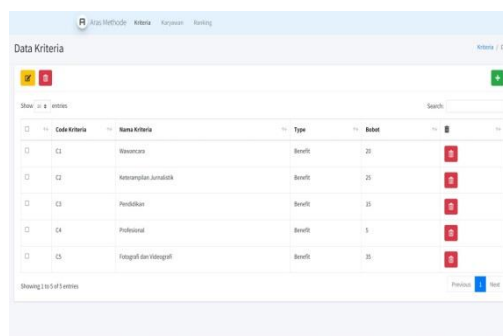 Aras Methode Kriteria Karyawan Ranking
Data Kriteria
Kriteria /
Show entries
Search:
Code Kriteria Nama Kriteria Type Bobot
C1 Wawancara Benefit 20
C2 Keterampilan Jurnalistik Benefit 25
C3 Pendidikan Benefit 15
C4 Profesional Benefit 5
C5 Fotografi dan Videografi Benefit 35
Showing 1 to 5 of 5 entries
Previous 1 Next